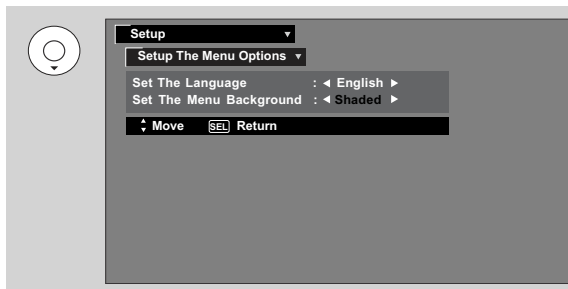 Setup
Setup The Menu Options
Set The Language : English
Set The Menu Background : Shaded
Move SEL Return